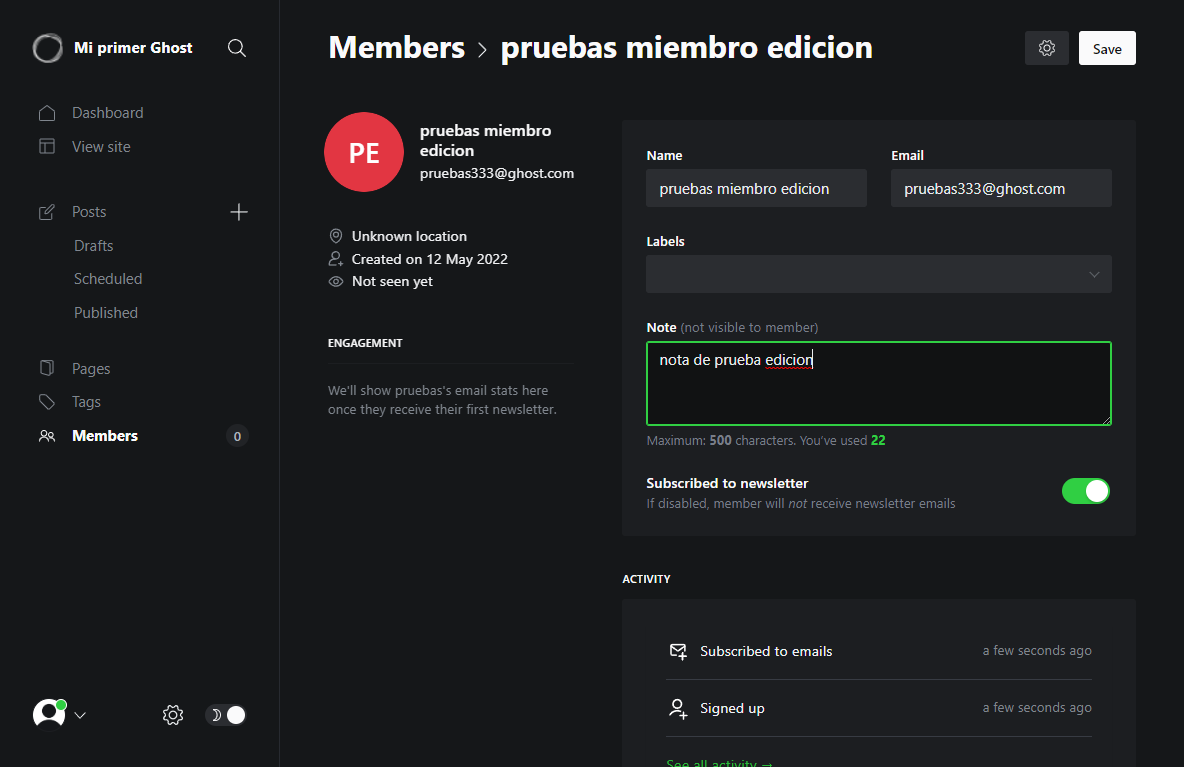 Mi primer Ghost
Dashboard
View site
Posts
Drafts
Scheduled
Published
Pages
Tags
Members
0
Members > pruebas miembro edicion
Save
PE
pruebas miembro
edicion
pruebas333@ghost.com
Unknown location
Created on 12 May 2022
Not seen yet
ENGAGEMENT
We'll show pruebas's email stats here
once they receive their first newsletter.
Name
Email
pruebas miembro edicion
pruebas333@ghost.com
Labels
Note (not visible to member)
nota de prueba edicion
Maximum: 500 characters. You've used 22
Subscribed to newsletter
If disabled, member will not receive newsletter emails
ACTIVITY
Subscribed to emails
a few seconds ago
Signed up
a few seconds ago
See all activity →